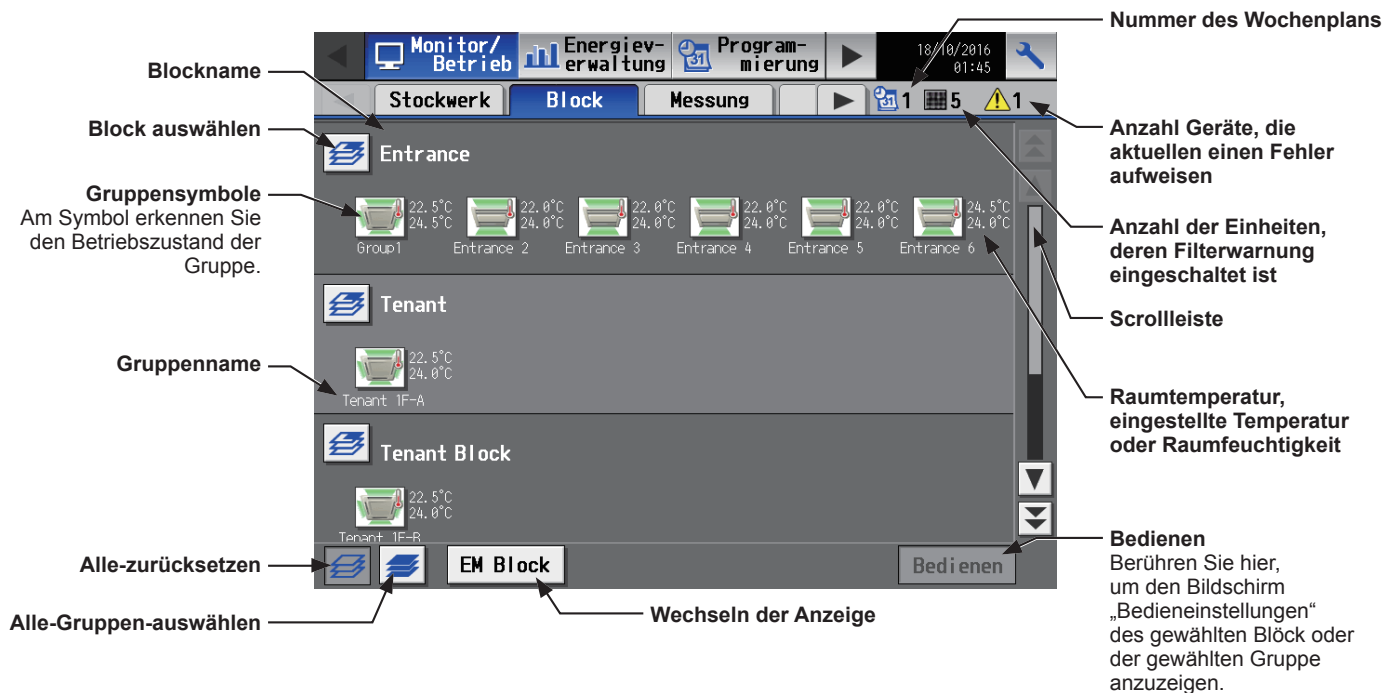 Nummer des Wochenplans
Monitor/
Betrieb
Energiev-
erwaltung
Program-
mierung
18/10/2016
01:45
Blockname
Stockwerk
Block
Messung
31
1
5
1
Block auswählen
Entrance
Anzahl Geräte, die
aktuellen einen Fehler
aufweisen
Gruppensymbole
Am Symbol erkennen Sie
den Betriebszustand der
Gruppe.
22.5°C
24.5°C
Group1
22.0°C
24.0°C
Entrance 2
22.0°C
24.0°C
Entrance 3
22.0°C
24.0°C
Entrance 4
22.0°C
24.0°C
Entrance 5
24.5°C
24.0°C
Entrance 6
Anzahl der Einheiten,
deren Filterwarnung
eingeschaltet ist
Tenant
Scrollleiste
Gruppenname
22.5°C
24.0°C
Tenant 1F-A
Raumtemperatur,
eingestellte Temperatur
oder Raumfeuchtigkeit
Tenant Block
22.5°C
24.0°C
Tenant 1F-B
Alle-zurücksetzen
EM Block
Bedienen
Bedienen
Berühren Sie hier,
um den Bildschirm
„Bedieneinstellungen“
des gewählten Blöck oder
der gewählten Gruppe
anzuzeigen.
Alle-Gruppen-auswählen
Wechseln der Anzeige